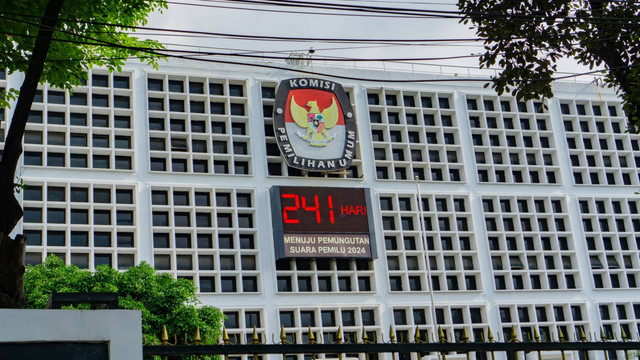 KOMISI
PEMILIHAN UMUM
241 HARI
MENUJU PEMUNGUTAN
SUARA PEMILU 2024